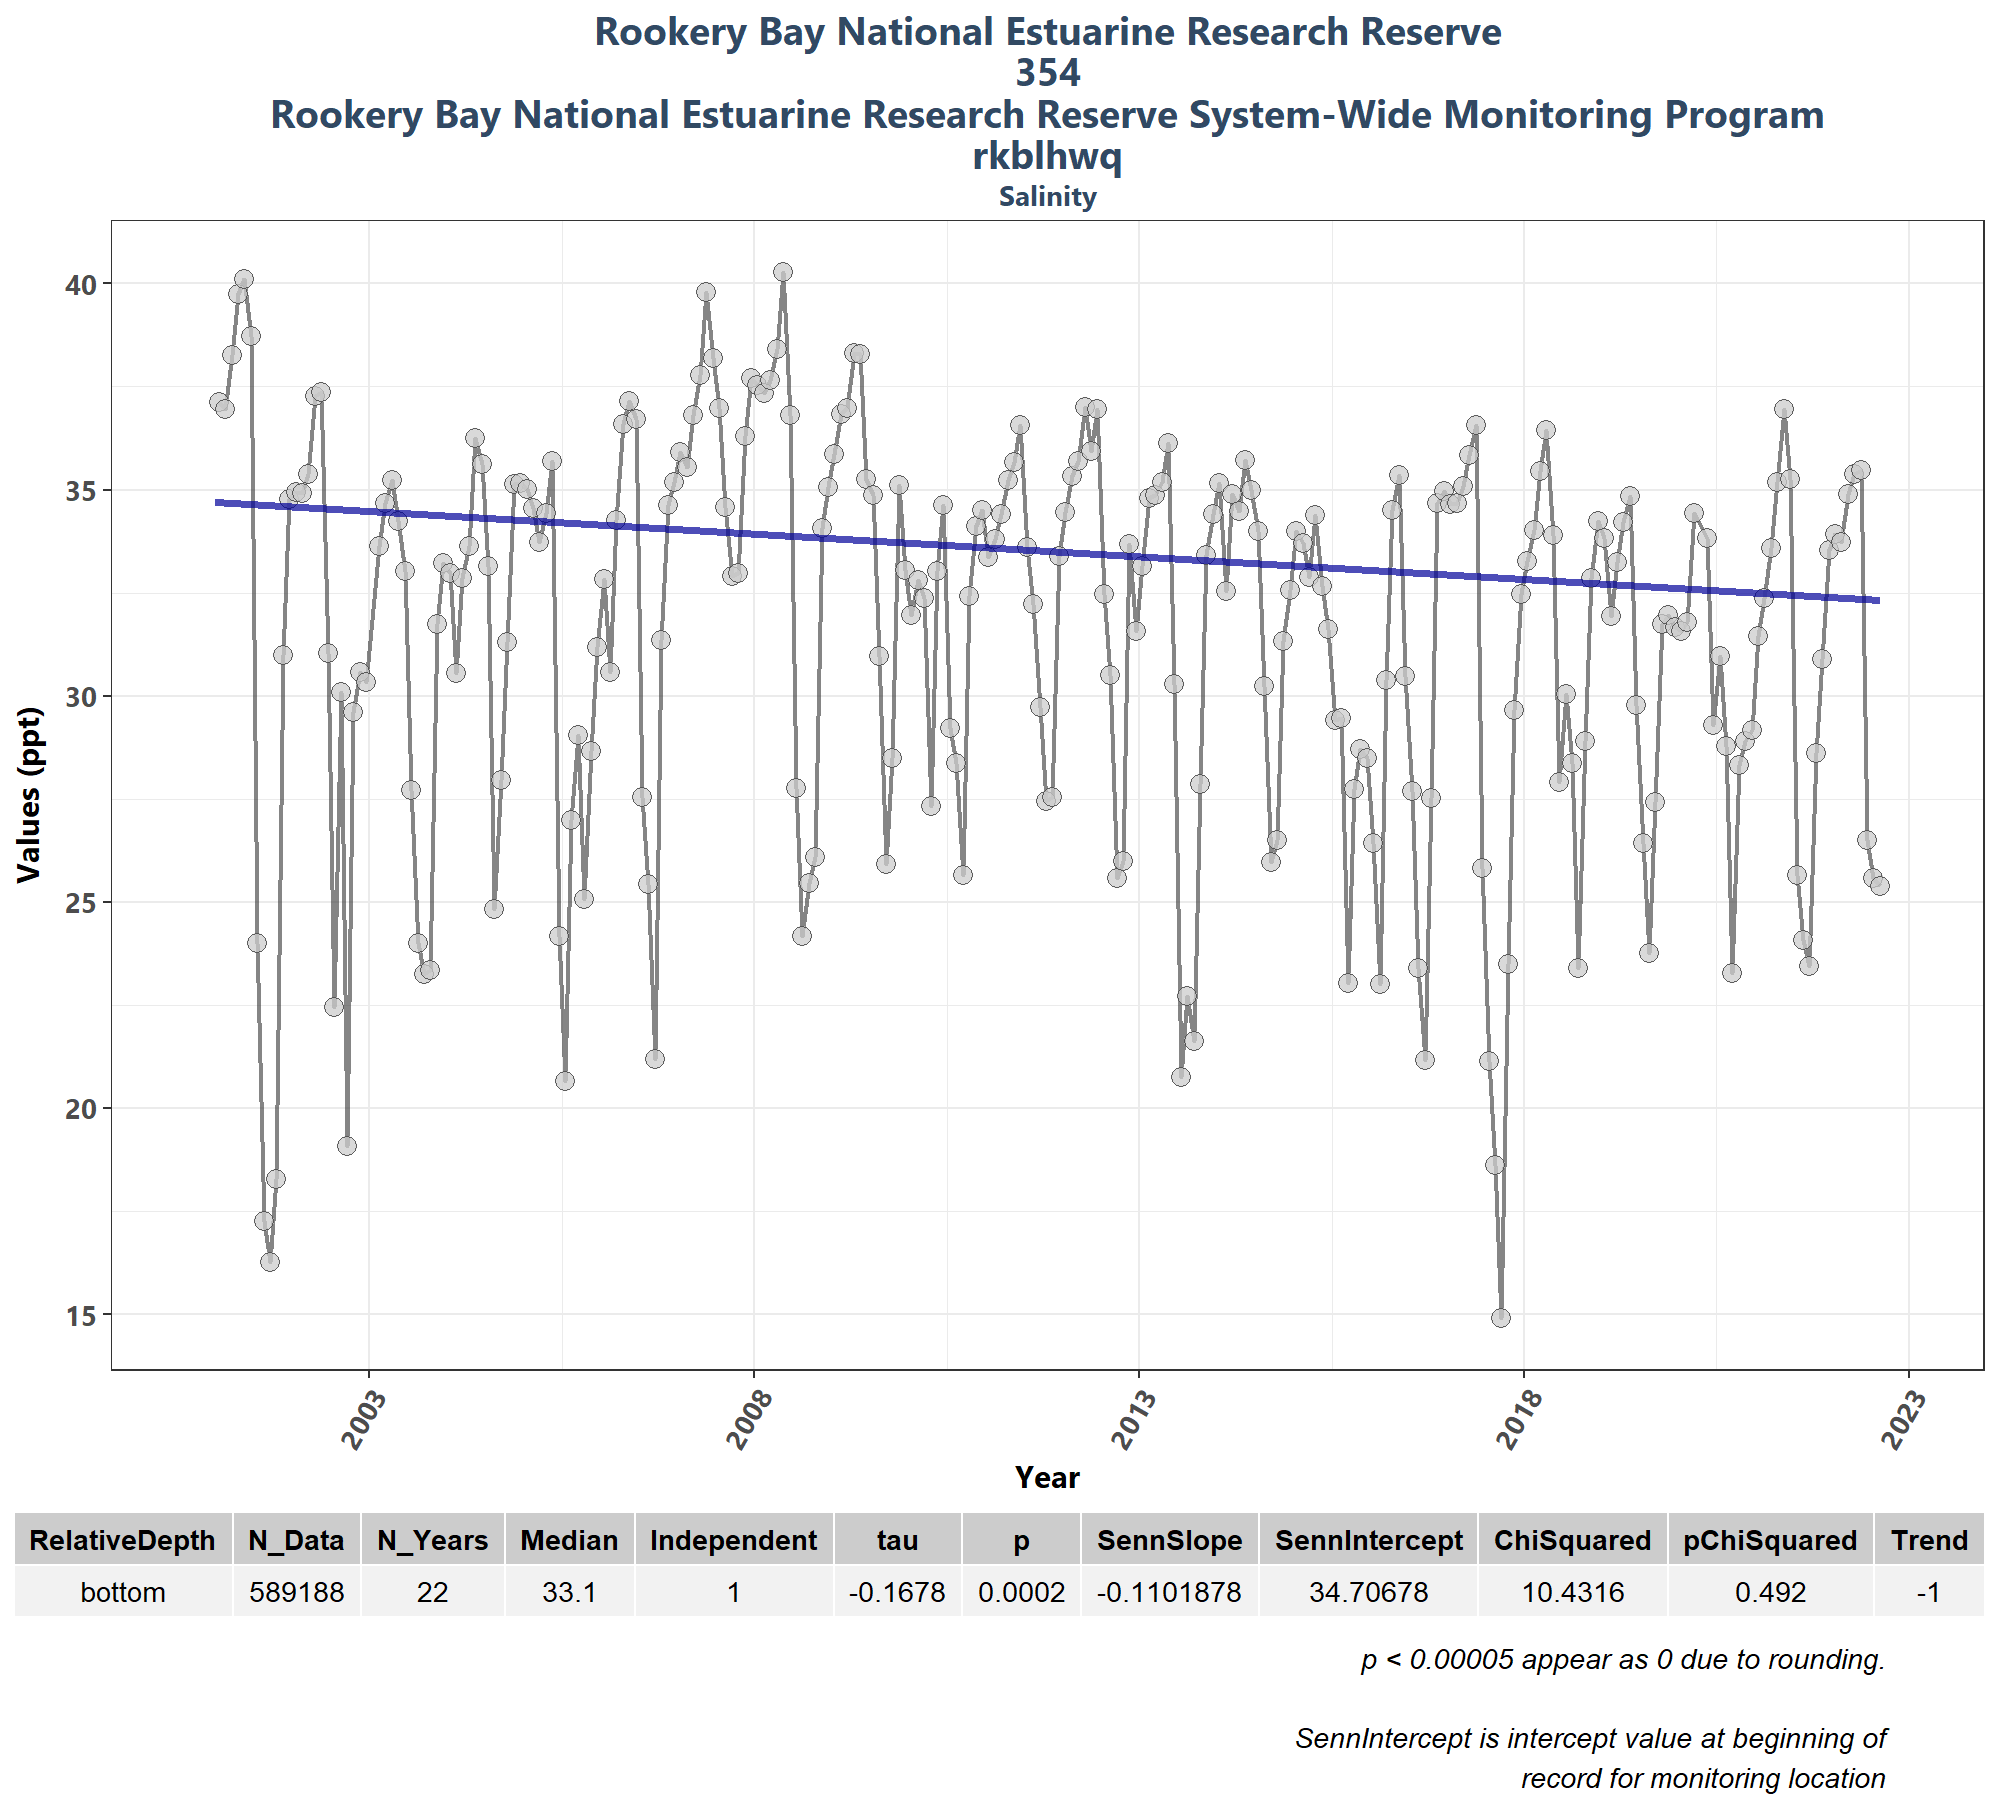 Rookery Bay National Estuarine Research Reserve
354
Rookery Bay National Estuarine Research Reserve System-Wide Monitoring Program
rkblhwq
Salinity
40
35
30
25
20
15
Values (ppt)
2003
2008
2013
2018
2023
Year
RelativeDepth N_Data N_Years Median Independent tau p SennSlope SennIntercept ChiSquared pChiSquared Trend
bottom 589188 22 33.1 1 -0.1678 0.0002 -0.1101878 34.70678 10.4316 0.492 -1
p < 0.00005 appear as 0 due to rounding.
SennIntercept is intercept value at beginning of
record for monitoring location